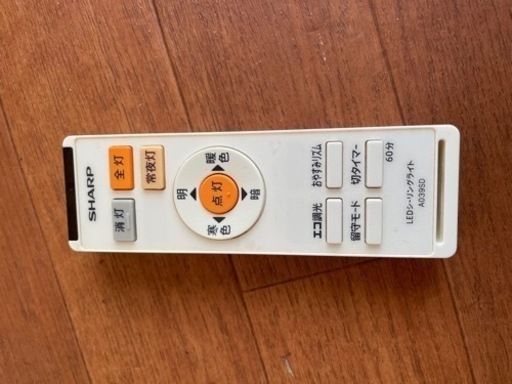 SHARP
全灯
消灯
常夜灯
明
寒色
点灯
暖色
暗
エコ調光
おやすみリズム
留守モード
切タイマー
60分
LEDシーリングライト
A039SD